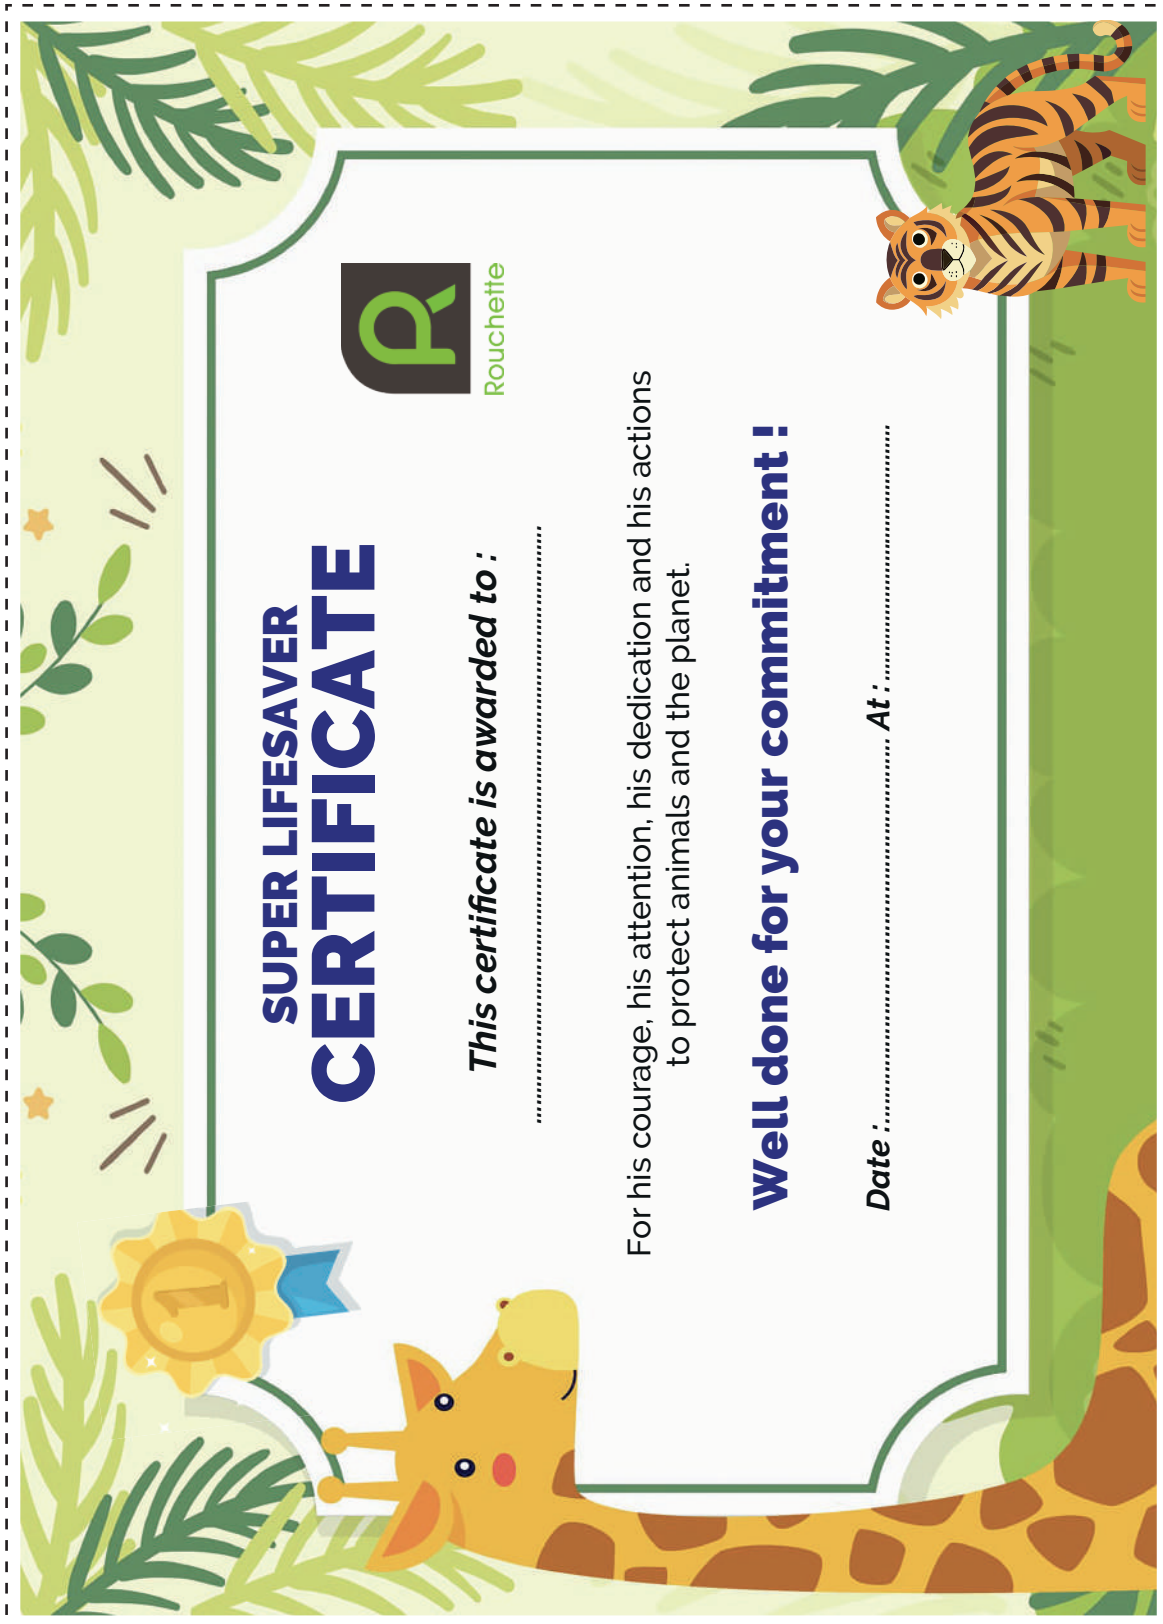 SUPER LIFESAVER
CERTIFICATE
Rouchette
This certificate is awarded to :
For his courage, his attention, his dedication and his actions
to protect animals and the planet.
Well done for your commitment !
Date : At :
1